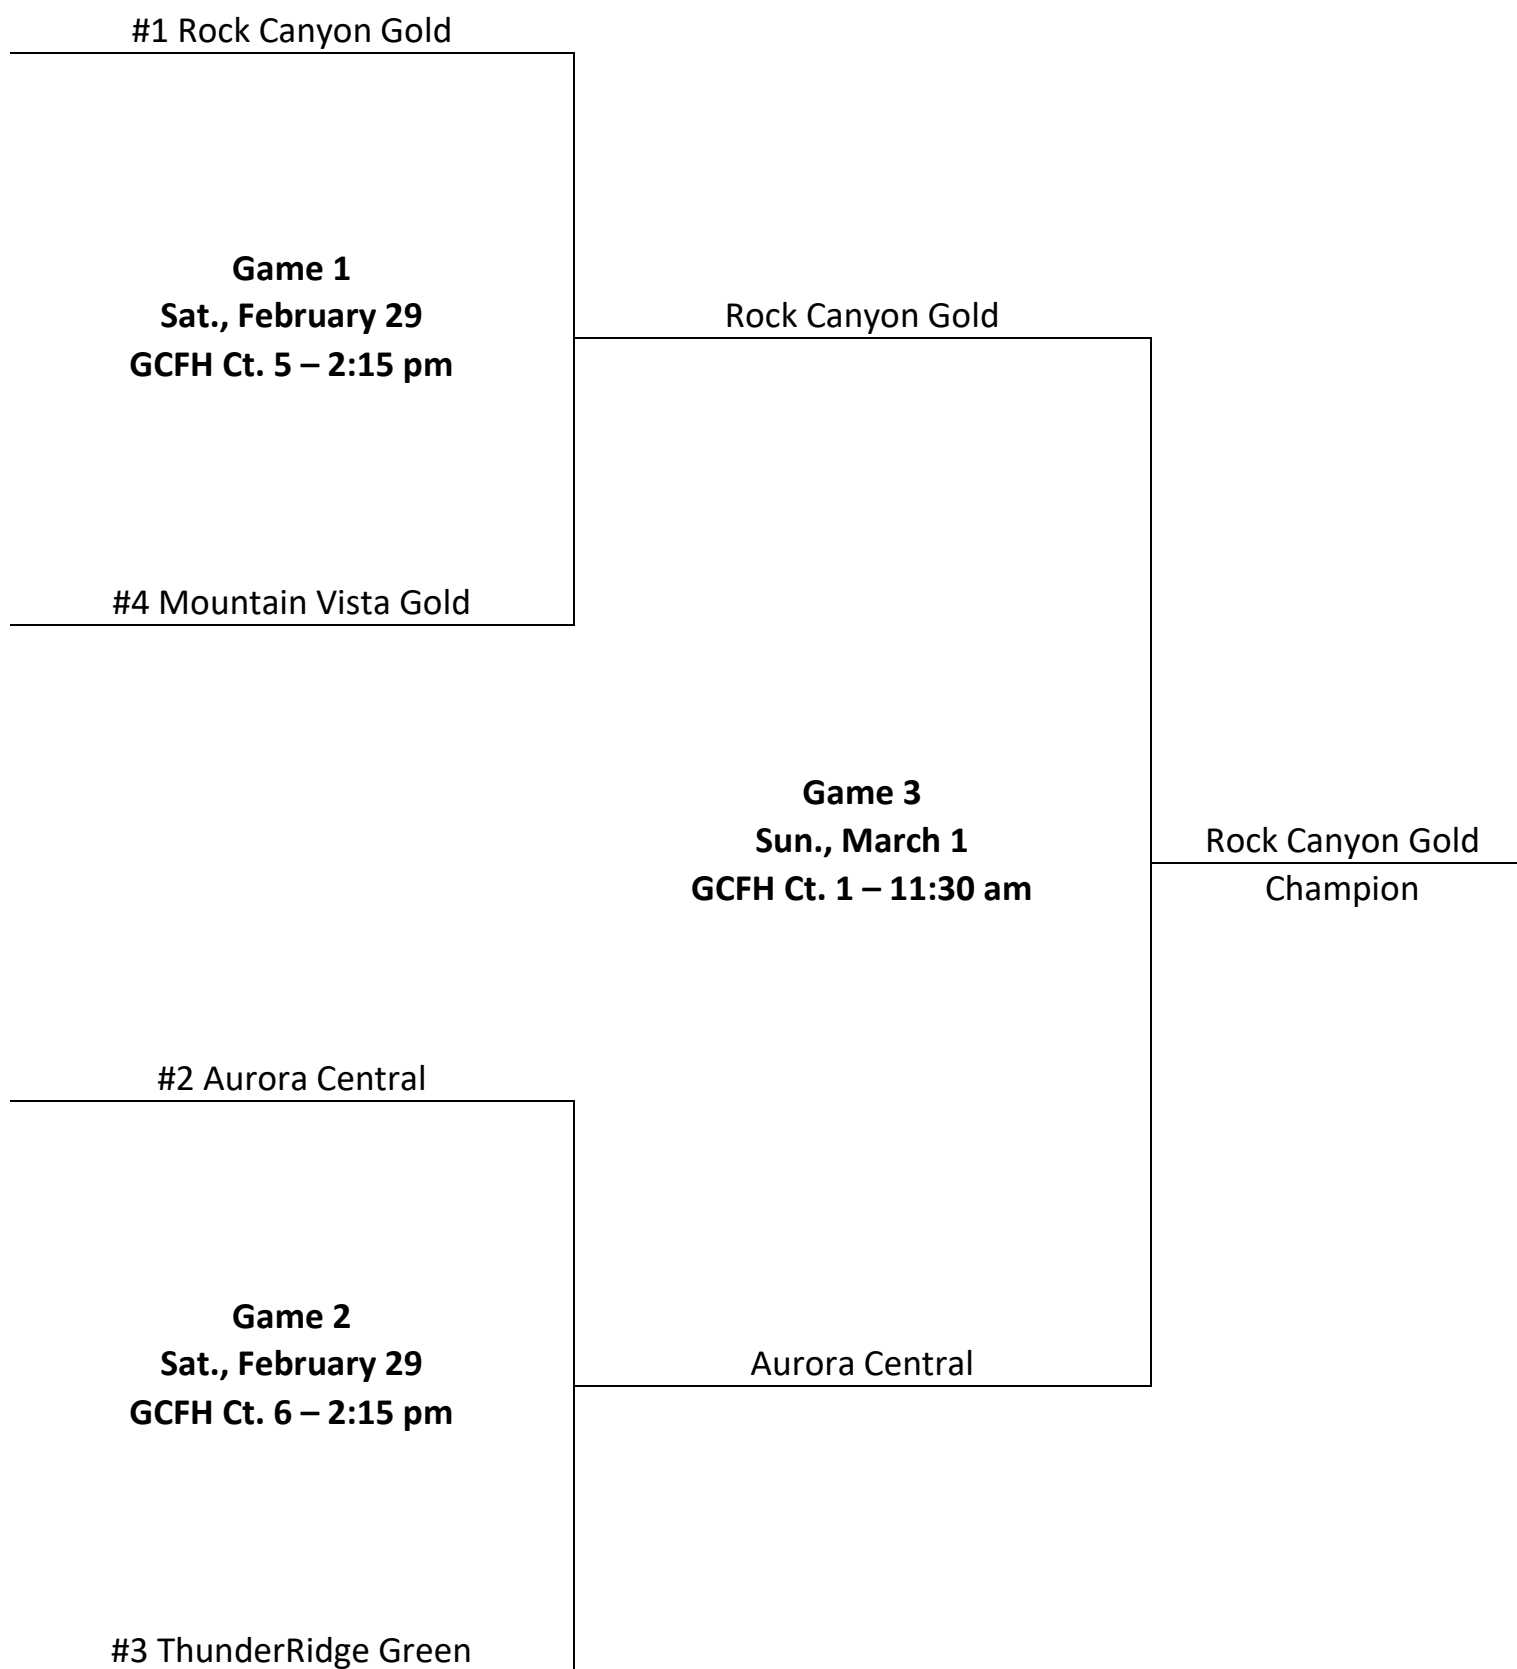 #1 Rock Canyon Gold
Game 1
Sat., February 29
GCFH Ct. 5 – 2:15 pm
Rock Canyon Gold
#4 Mountain Vista Gold
Game 3
Sun., March 1
GCFH Ct. 1 – 11:30 am
Rock Canyon Gold
Champion
#2 Aurora Central
Game 2
Sat., February 29
GCFH Ct. 6 – 2:15 pm
Aurora Central
#3 ThunderRidge Green